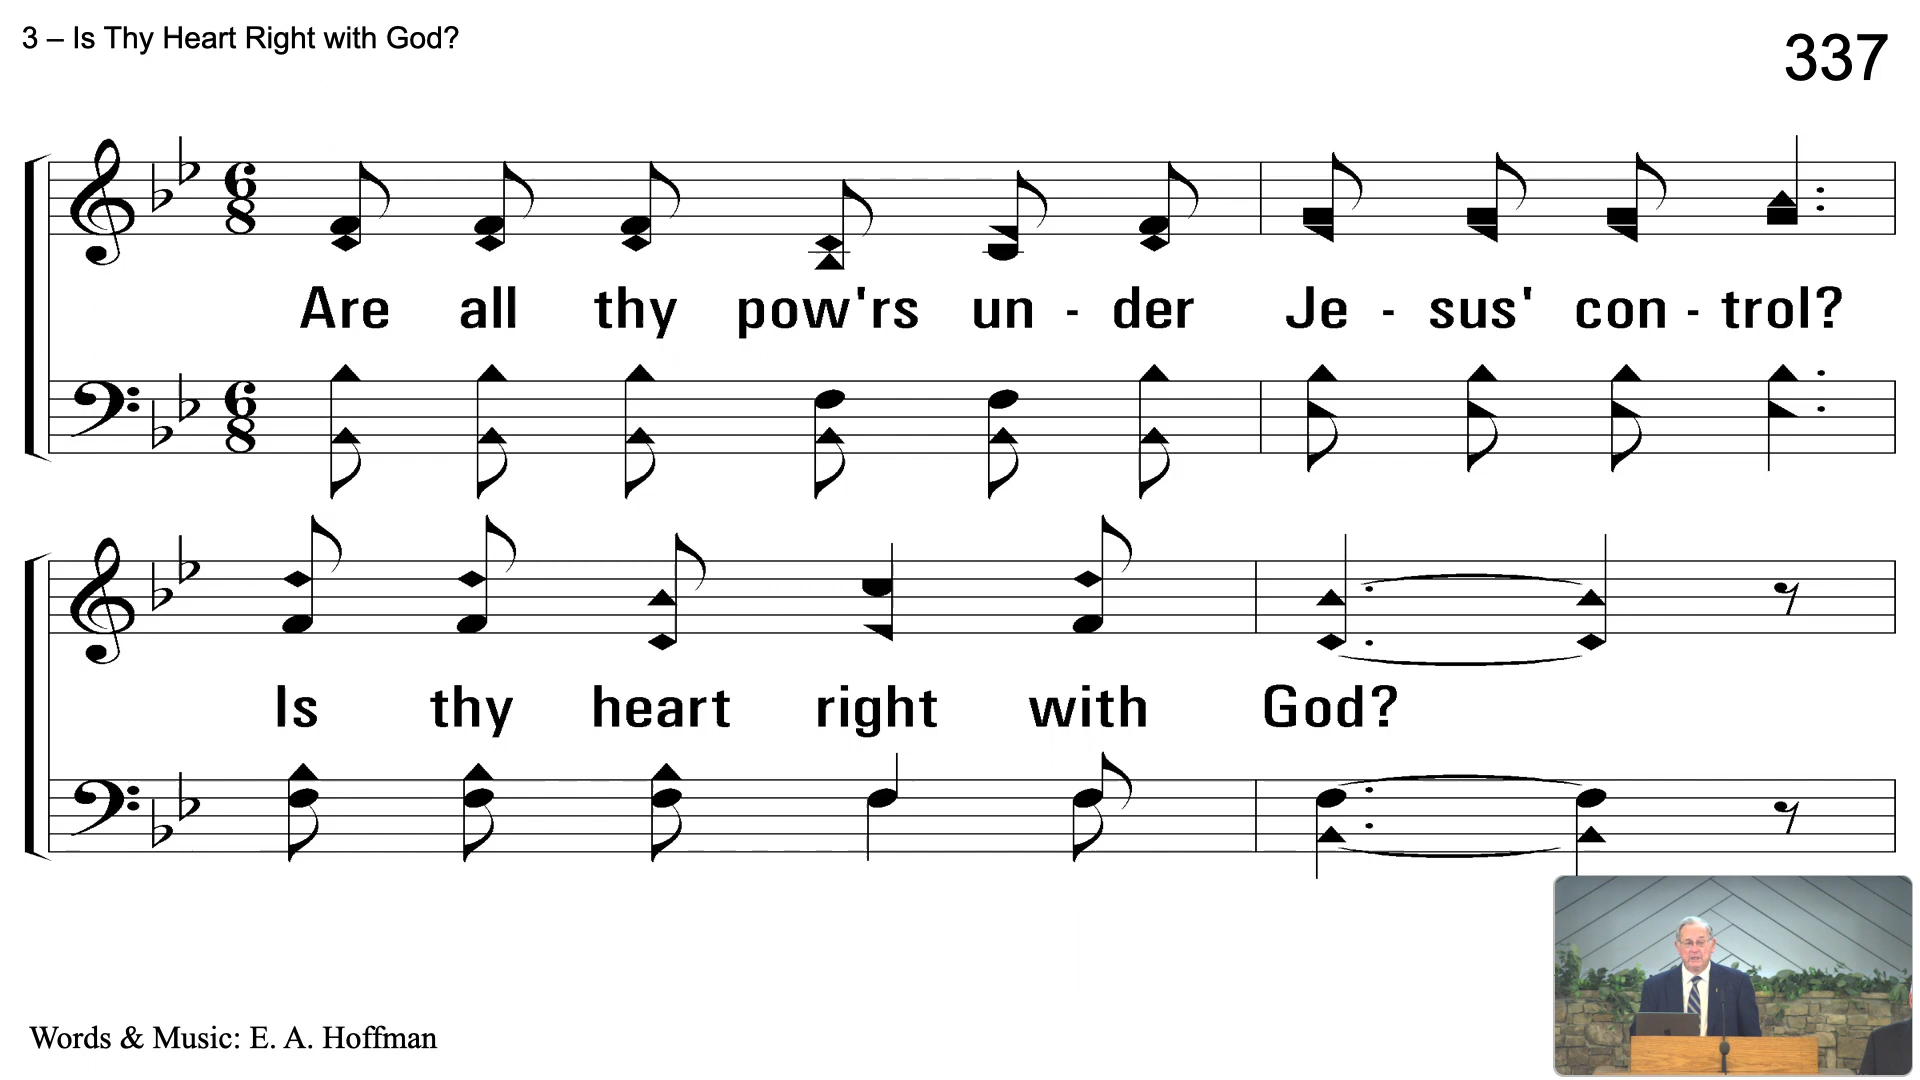 3 – Is Thy Heart Right with God?
337
Are all thy pow'rs un - der Je - sus' con - trol?
Is thy heart right with God?
Words & Music: E. A. Hoffman